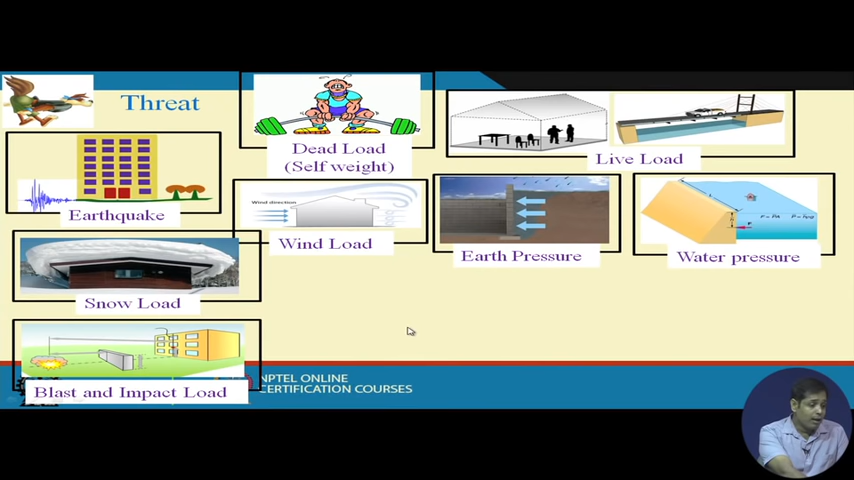 Threat
Dead Load
(Self weight)
Live Load
Earthquake
Wind direction
Wind Load
Earth Pressure
Water pressure
Snow Load
Blast and Impact Load
NPTEL ONLINE
CERTIFICATION COURSES